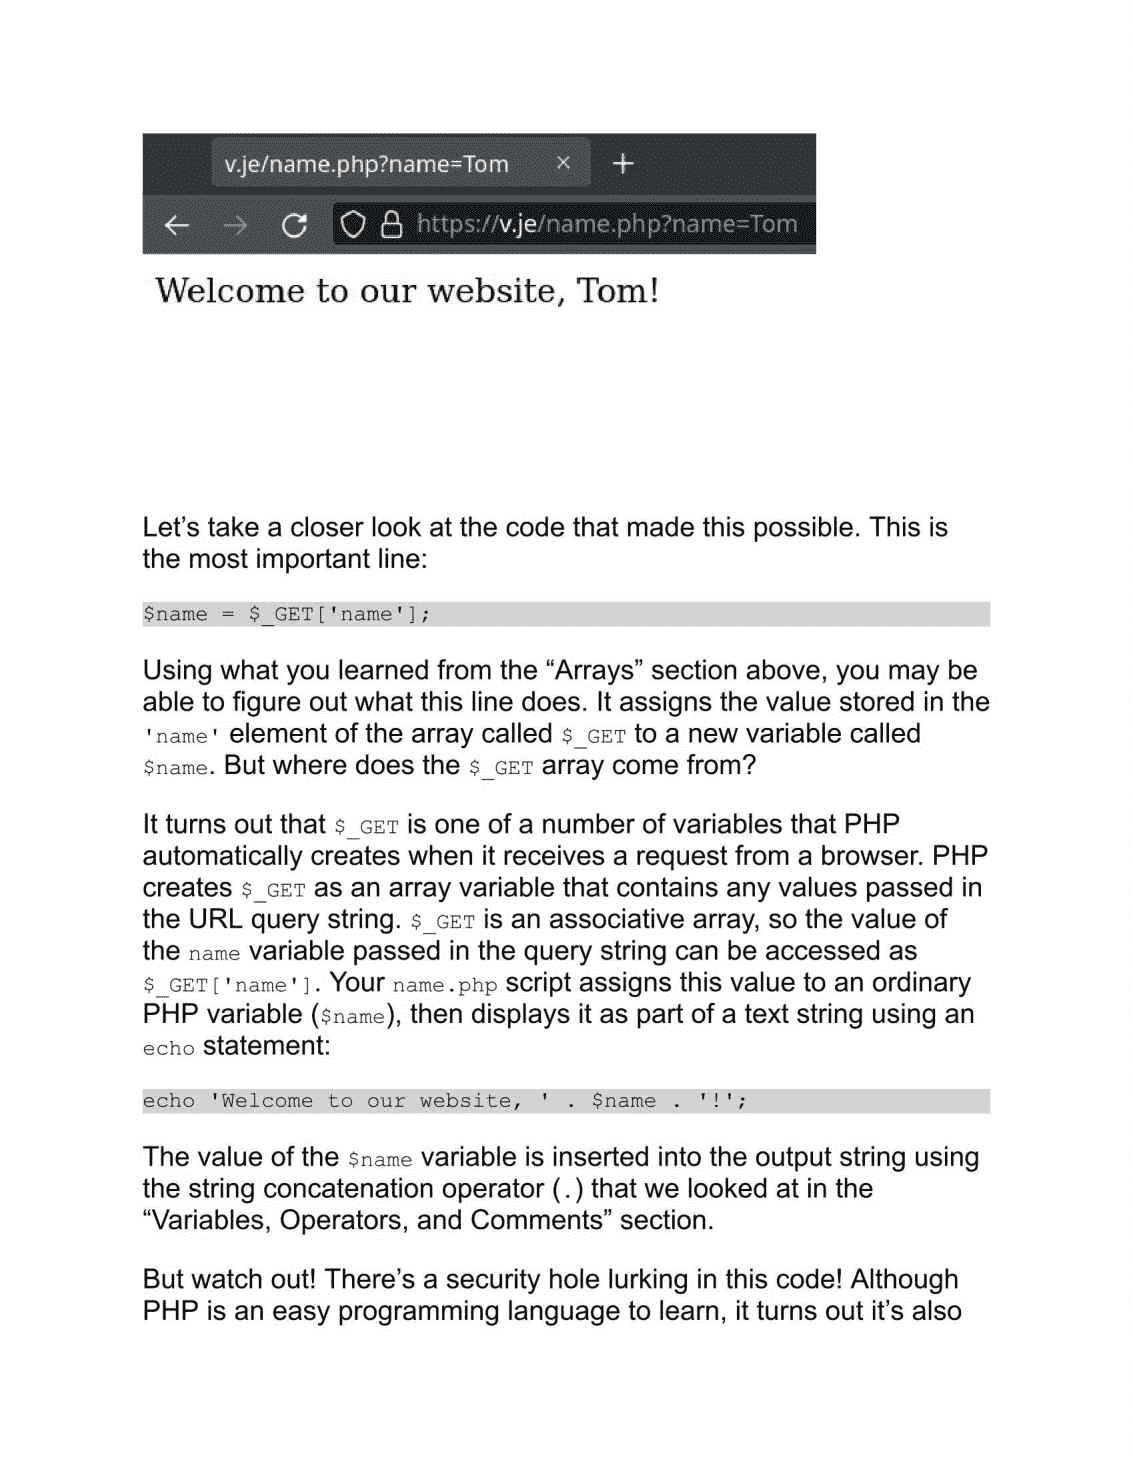 v.je/name.php?name=Tom × +
https://v.je/name.php?name=Tom
Welcome to our website, Tom!
Let’s take a closer look at the code that made this possible. This is
the most important line:
$name = $_GET['name'];
Using what you learned from the “Arrays” section above, you may be
able to figure out what this line does. It assigns the value stored in the
'name' element of the array called $_GET to a new variable called
$name. But where does the $_GET array come from?
It turns out that $_GET is one of a number of variables that PHP
automatically creates when it receives a request from a browser. PHP
creates $_GET as an array variable that contains any values passed in
the URL query string. $_GET is an associative array, so the value of
the name variable passed in the query string can be accessed as
$_GET['name']. Your name.php script assigns this value to an ordinary
PHP variable ($name), then displays it as part of a text string using an
echo statement:
echo 'Welcome to our website, ' . $name . '!';
The value of the $name variable is inserted into the output string using
the string concatenation operator (.) that we looked at in the
“Variables, Operators, and Comments” section.
But watch out! There’s a security hole lurking in this code! Although
PHP is an easy programming language to learn, it turns out it’s also